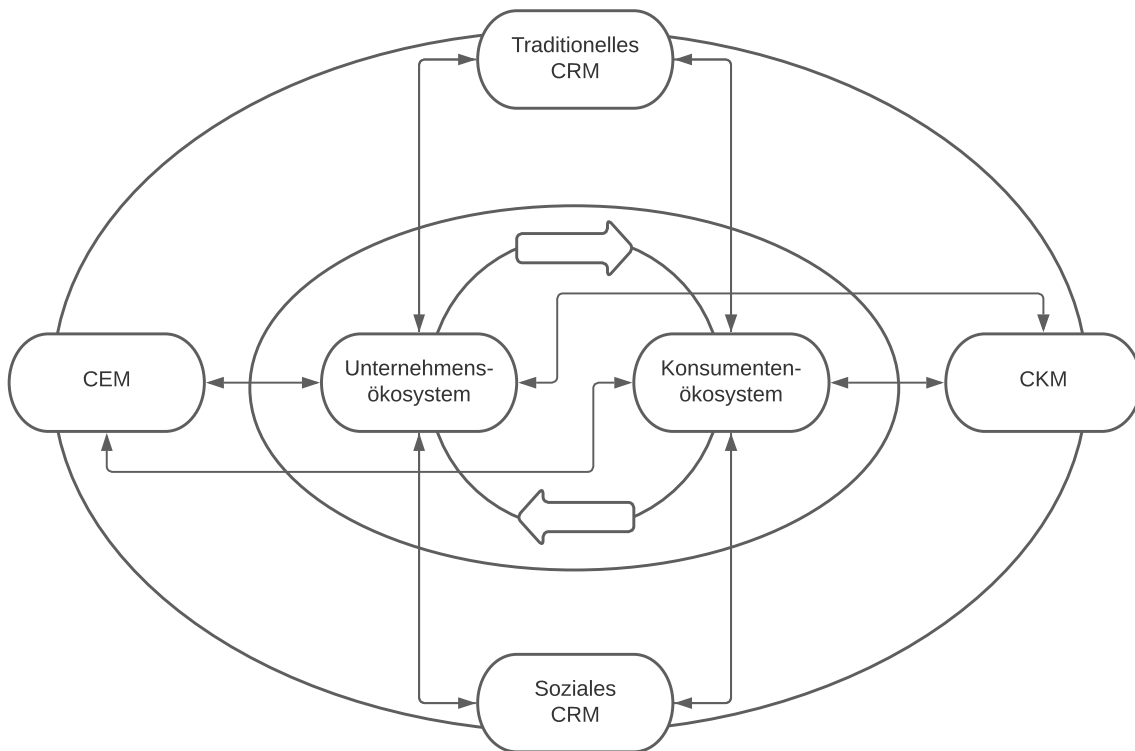 Traditionelles
CRM
CEM
Unternehmens-
ökosystem
Konsumenten-
ökosystem
CKM
Soziales
CRM